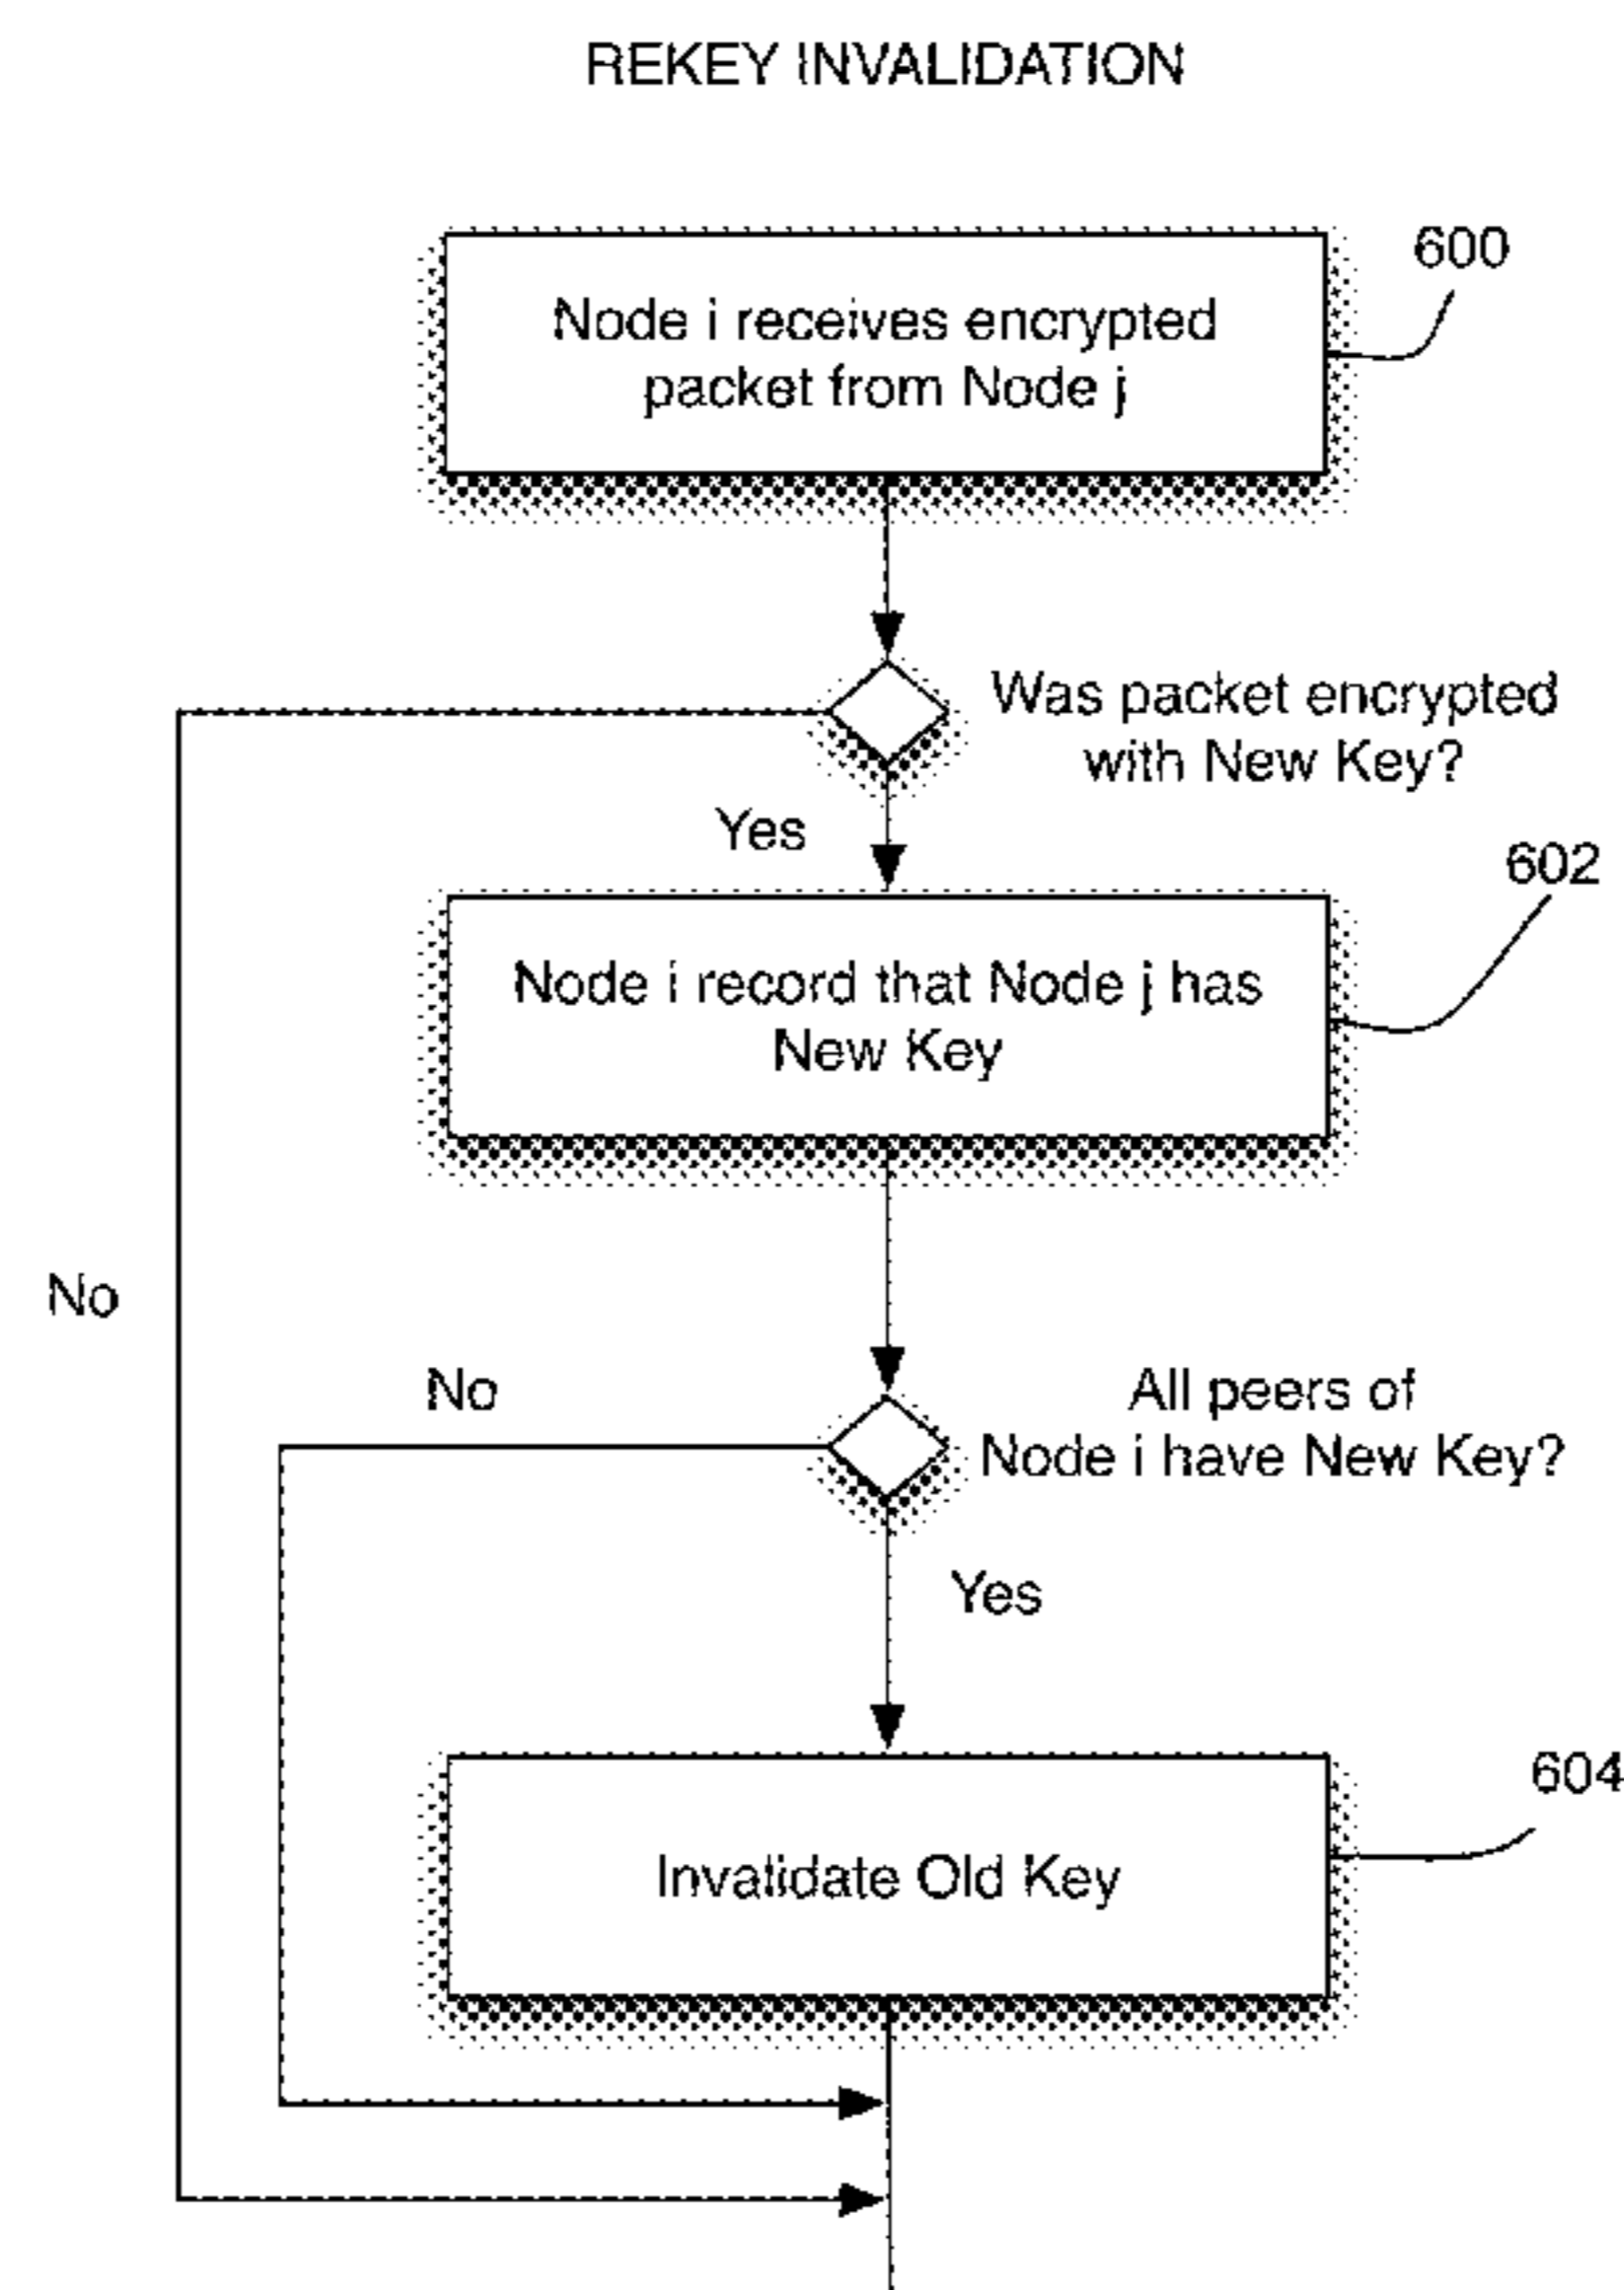 REKEY INVALIDATION
600
Node i receives encrypted
packet from Node j
Was packet encrypted
with New Key?
Yes
602
Node i record that Node j has
New Key
No
No
All peers of
Node i have New Key?
Yes
604
Invalidate Old Key